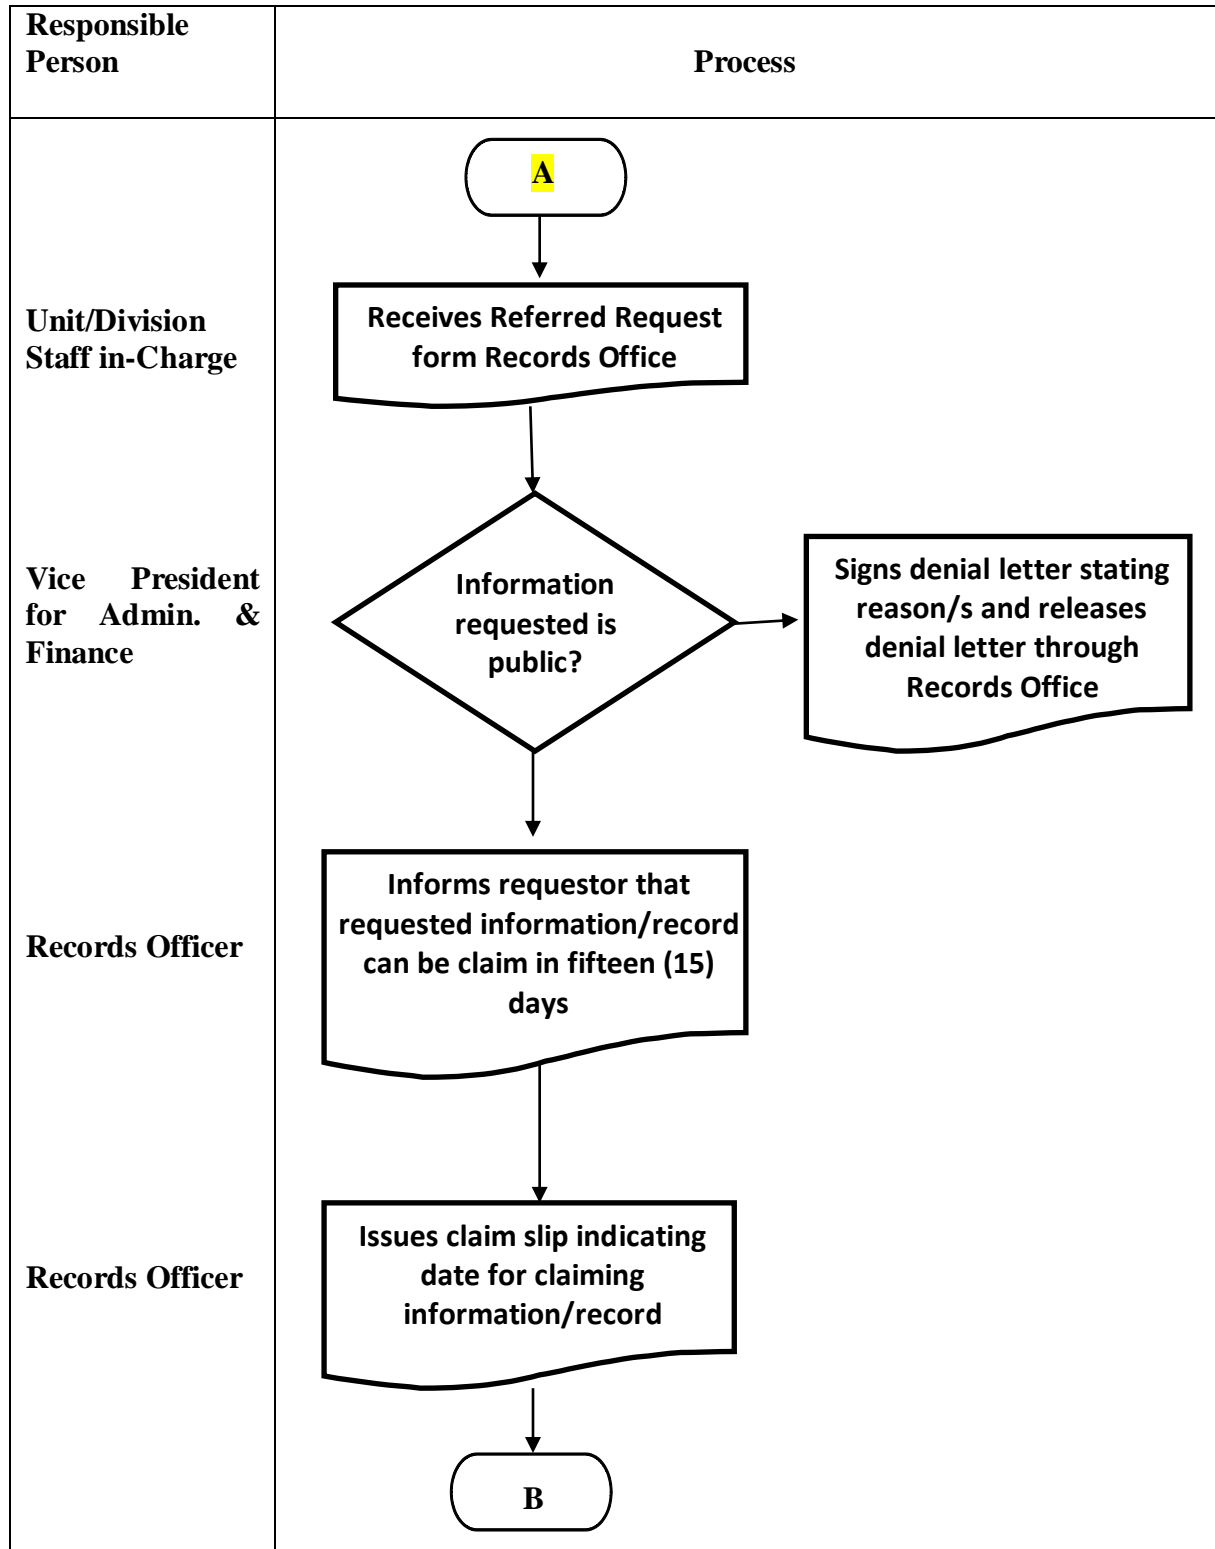 Responsible
Person
Process
A
Unit/Division
Staff in-Charge
Receives Referred Request
form Records Office
Vice President
for Admin. &
Finance
Information
requested is
public?
Signs denial letter stating
reason/s and releases
denial letter through
Records Office
Records Officer
Informs requestor that
requested information/record
can be claim in fifteen (15)
days
Records Officer
Issues claim slip indicating
date for claiming
information/record
B